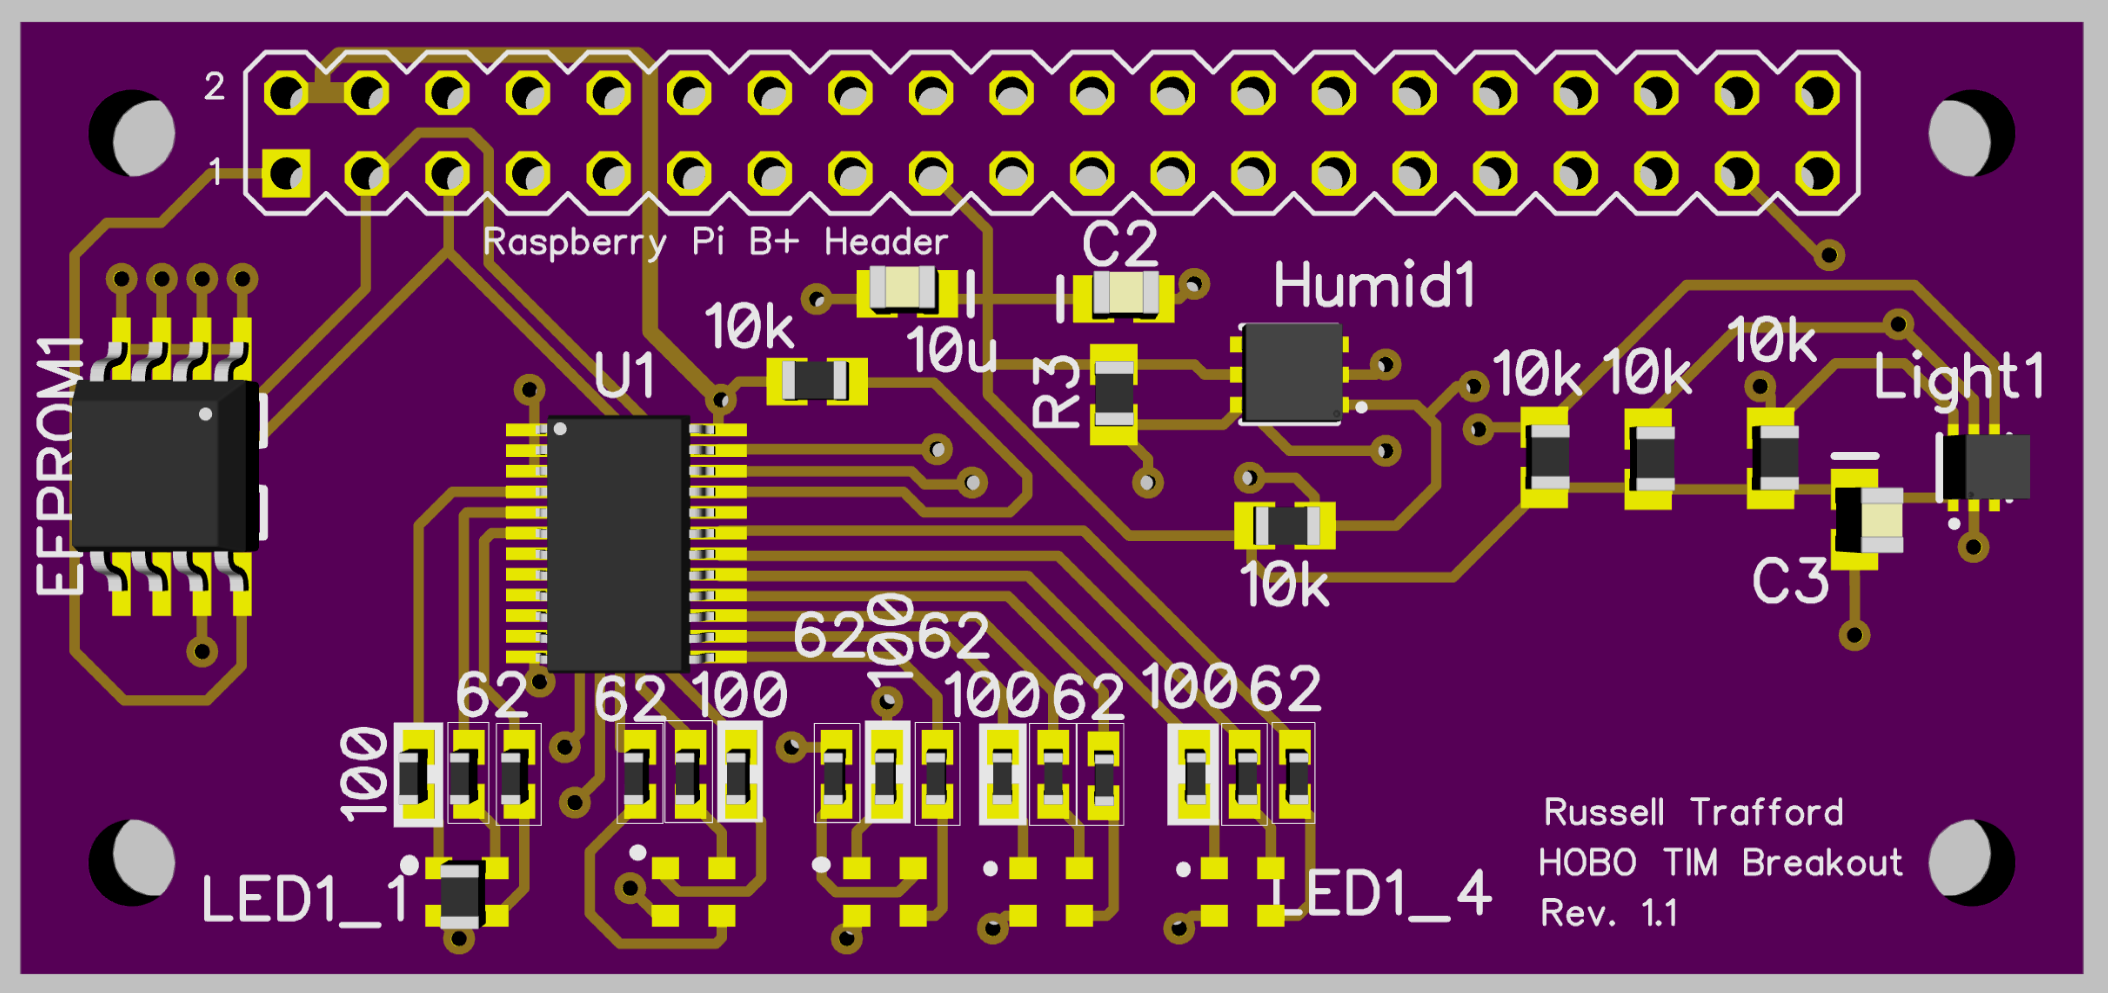 2
1
Raspberry Pi B+ Header
C2
Humid1
10k
10u
10k
10k
10k
Light1
EEPROM1
U1
R3
10k
C3
62
100
62
62
62
100
100
62
100
62
100
LED1_1
LED1_4
Russell Trafford
HOBO TIM Breakout
Rev. 1.1